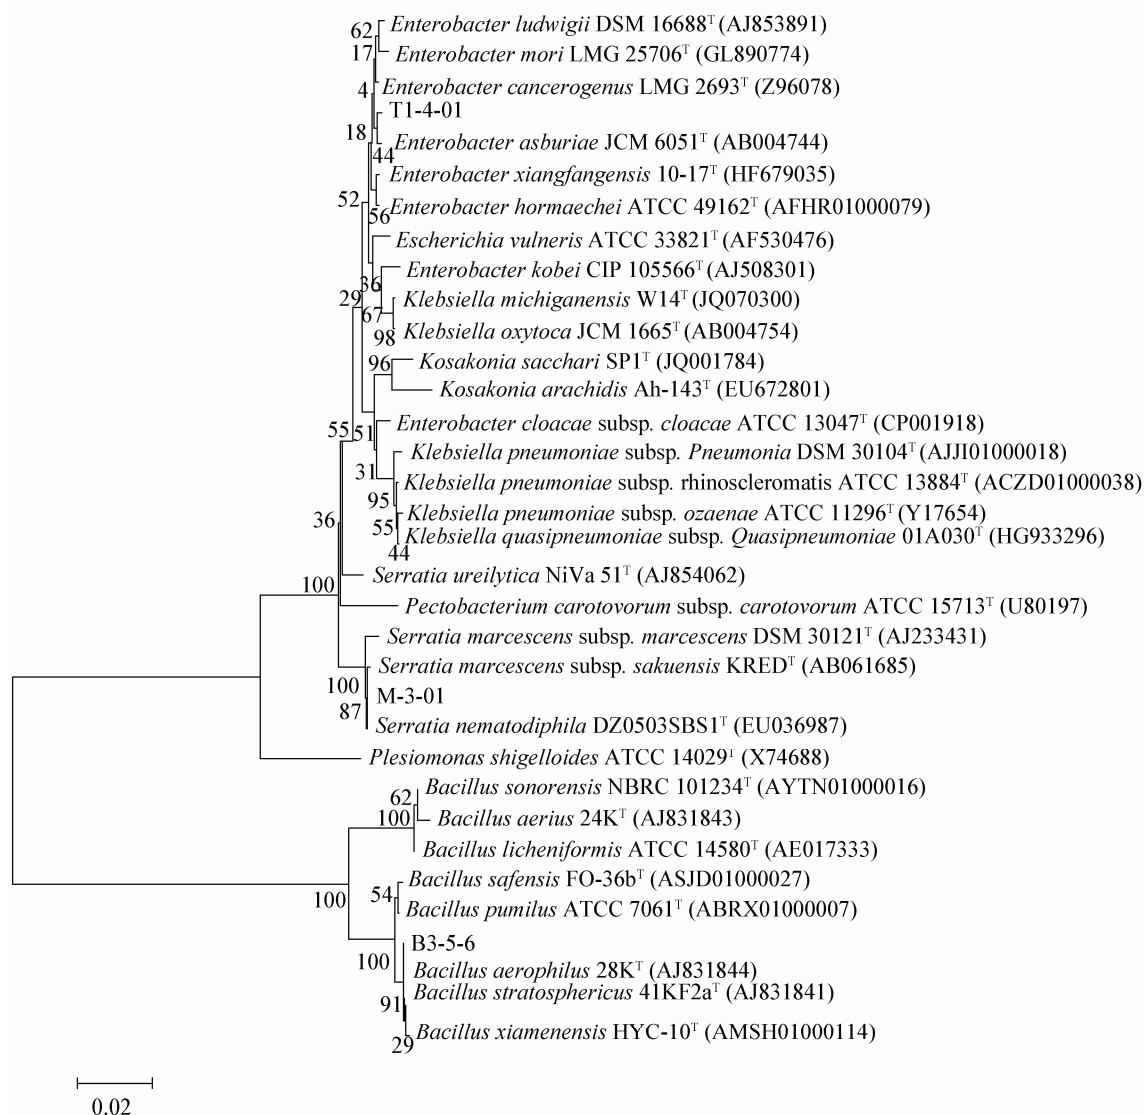 Enterobacter ludwigii DSM 16688ᵀ (AJ853891)
62
17
Enterobacter mori LMG 25706ᵀ (GL890774)
Enterobacter cancerogenus LMG 2693ᵀ (Z96078)
4
T1-4-01
18
Enterobacter asburiae JCM 6051ᵀ (AB004744)
44
Enterobacter xiangfangensis 10-17ᵀ (HF679035)
52
56
Enterobacter hormaechei ATCC 49162ᵀ (AFHR01000079)
Escherichia vulneris ATCC 33821ᵀ (AF530476)
Enterobacter kobei CIP 105566ᵀ (AJ508301)
36
29
Klebsiella michiganensis W14ᵀ (JQ070300)
67
Klebsiella oxytoca JCM 1665ᵀ (AB004754)
98
96
Kosakonia sacchari SP1ᵀ (JQ001784)
Kosakonia arachidis Ah-143ᵀ (EU672801)
Enterobacter cloacae subsp. cloacae ATCC 13047ᵀ (CP001918)
55
51
Klebsiella pneumoniae subsp. Pneumonia DSM 30104ᵀ (AJJI01000018)
31
Klebsiella pneumoniae subsp. rhinoscleromatis ATCC 13884ᵀ (ACZD01000038)
95
Klebsiella pneumoniae subsp. ozaenae ATCC 11296ᵀ (Y17654)
36
55
Klebsiella quasipneumoniae subsp. Quasipneumoniae 01A030ᵀ (HG933296)
44
Serratia ureilytica NiVa 51ᵀ (AJ854062)
100
Pectobacterium carotovorum subsp. carotovorum ATCC 15713ᵀ (U80197)
Serratia marcescens subsp. marcescens DSM 30121ᵀ (AJ233431)
Serratia marcescens subsp. sakuensis KREDᵀ (AB061685)
100
M-3-01
87
Serratia nematodiphila DZ0503SBS1ᵀ (EU036987)
Plesiomonas shigelloides ATCC 14029ᵀ (X74688)
Bacillus sonorensis NBRC 101234ᵀ (AYTN01000016)
62
100
Bacillus aerius 24Kᵀ (AJ831843)
Bacillus licheniformis ATCC 14580ᵀ (AE017333)
Bacillus safensis FO-36bᵀ (ASJD01000027)
54
100
Bacillus pumilus ATCC 7061ᵀ (ABRX01000007)
B3-5-6
100
Bacillus aerophilus 28Kᵀ (AJ831844)
Bacillus stratosphericus 41KF2aᵀ (AJ831841)
91
Bacillus xiamenensis HYC-10ᵀ (AMSH01000114)
29
0.02